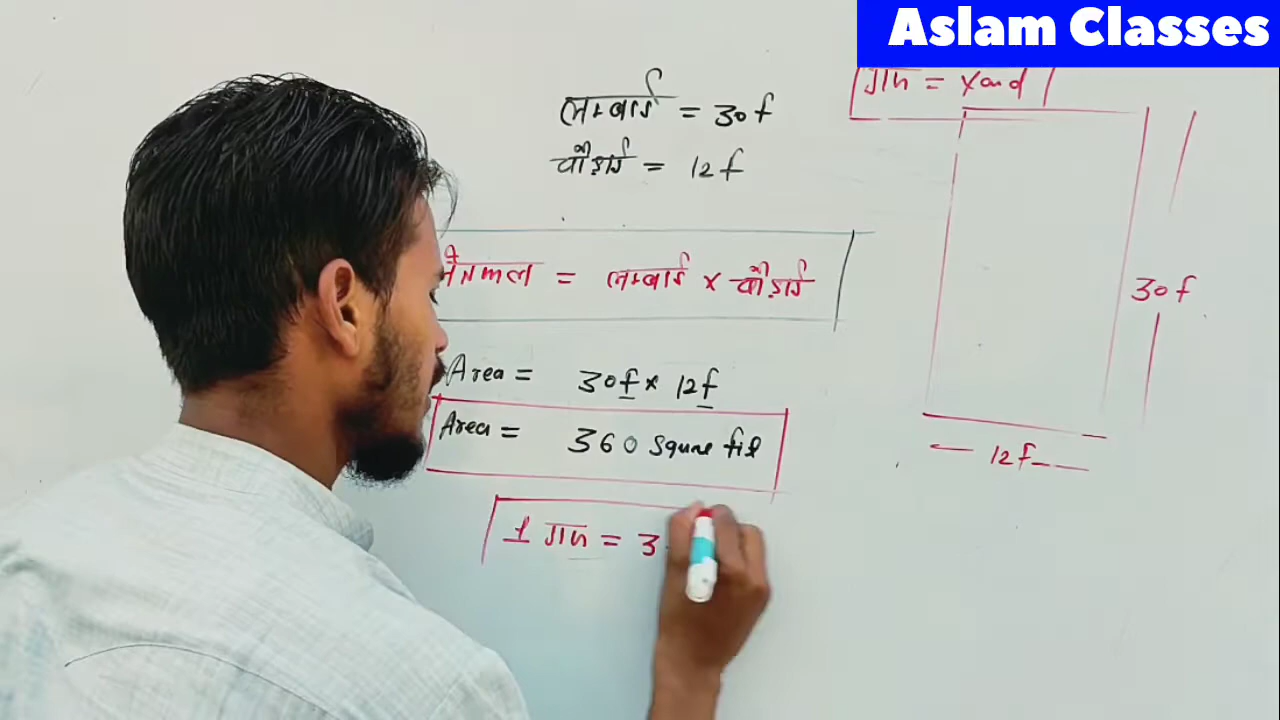 Aslam Classes
गज = Yard
लम्बाई = 30 f
चौड़ाई = 12 f
क्षेत्रफल = लम्बाई × चौड़ाई
Area = 30f × 12f
Area = 360 Squre fit
1 गज = 3
30 f
12 f